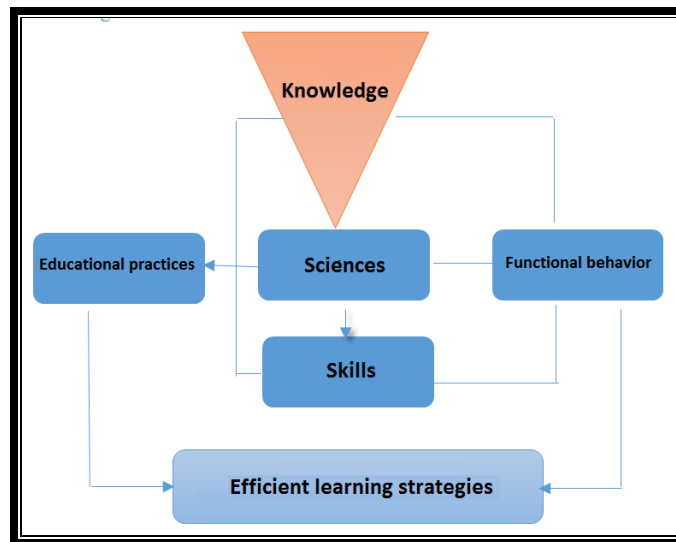 Knowledge
Educational practices
Sciences
Functional behavior
Skills
Efficient learning strategies